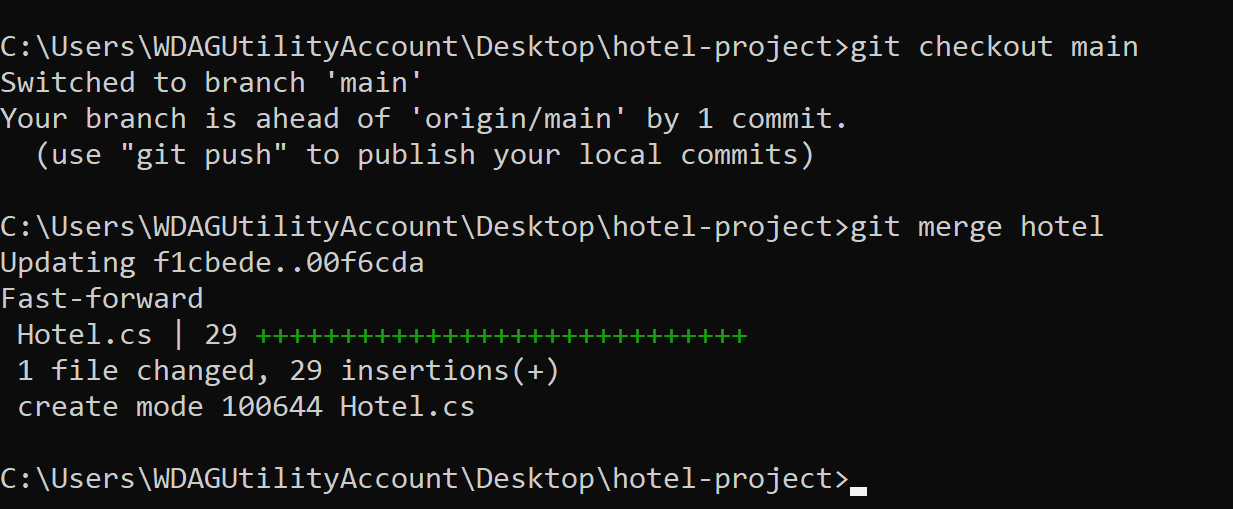 C:\Users\WDAGUtilityAccount\Desktop\hotel-project>git checkout main
Switched to branch 'main'
Your branch is ahead of 'origin/main' by 1 commit.
  (use "git push" to publish your local commits)

C:\Users\WDAGUtilityAccount\Desktop\hotel-project>git merge hotel
Updating f1cbede..00f6cda
Fast-forward
 Hotel.cs | 29 +++++++++++++++++++++++++++++
 1 file changed, 29 insertions(+)
 create mode 100644 Hotel.cs

C:\Users\WDAGUtilityAccount\Desktop\hotel-project>